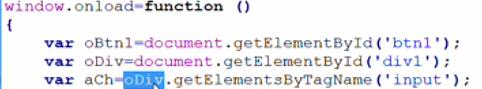 window.onload=function ()
{
    var oBtn1=document.getElementById('btn1');
    var oDiv=document.getElementById('div1');
    var aCh=oDiv.getElementsByTagName('input');